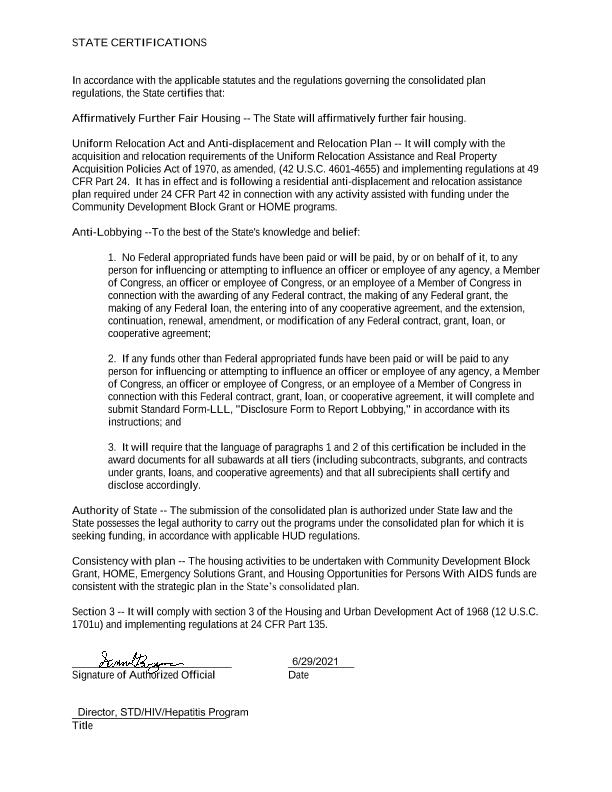 STATE CERTIFICATIONS
In accordance with the applicable statutes and the regulations governing the consolidated plan
regulations, the State certifies that:
Affirmatively Further Fair Housing -- The State will affirmatively further fair housing.
Uniform Relocation Act and Anti-displacement and Relocation Plan -- It will comply with the
acquisition and relocation requirements of the Uniform Relocation Assistance and Real Property
Acquisition Policies Act of 1970, as amended, (42 U.S.C. 4601-4655) and implementing regulations at 49
CFR Part 24. It has in effect and is following a residential anti-displacement and relocation assistance
plan required under 24 CFR Part 42 in connection with any activity assisted with funding under the
Community Development Block Grant or HOME programs.
Anti-Lobbying --To the best of the State's knowledge and belief:
1. No Federal appropriated funds have been paid or will be paid, by or on behalf of it, to any
person for influencing or attempting to influence an officer or employee of any agency, a Member
of Congress, an officer or employee of Congress, or an employee of a Member of Congress in
connection with the awarding of any Federal contract, the making of any Federal grant, the
making of any Federal loan, the entering into of any cooperative agreement, and the extension,
continuation, renewal, amendment, or modification of any Federal contract, grant, loan, or
cooperative agreement;
2. If any funds other than Federal appropriated funds have been paid or will be paid to any
person for influencing or attempting to influence an officer or employee of any agency, a Member
of Congress, an officer or employee of Congress, or an employee of a Member of Congress in
connection with this Federal contract, grant, loan, or cooperative agreement, it will complete and
submit Standard Form-LLL, "Disclosure Form to Report Lobbying," in accordance with its
instructions; and
3. It will require that the language of paragraphs 1 and 2 of this certification be included in the
award documents for all subawards at all tiers (including subcontracts, subgrants, and contracts
under grants, loans, and cooperative agreements) and that all subrecipients shall certify and
disclose accordingly.
Authority of State -- The submission of the consolidated plan is authorized under State law and the
State possesses the legal authority to carry out the programs under the consolidated plan for which it is
seeking funding, in accordance with applicable HUD regulations.
Consistency with plan -- The housing activities to be undertaken with Community Development Block
Grant, HOME, Emergency Solutions Grant, and Housing Opportunities for Persons With AIDS funds are
consistent with the strategic plan in the State's consolidated plan.
Section 3 -- It will comply with section 3 of the Housing and Urban Development Act of 1968 (12 U.S.C.
1701u) and implementing regulations at 24 CFR Part 135.
6/29/2021
Signature of Authorized Official Date
Director, STD/HIV/Hepatitis Program
Title